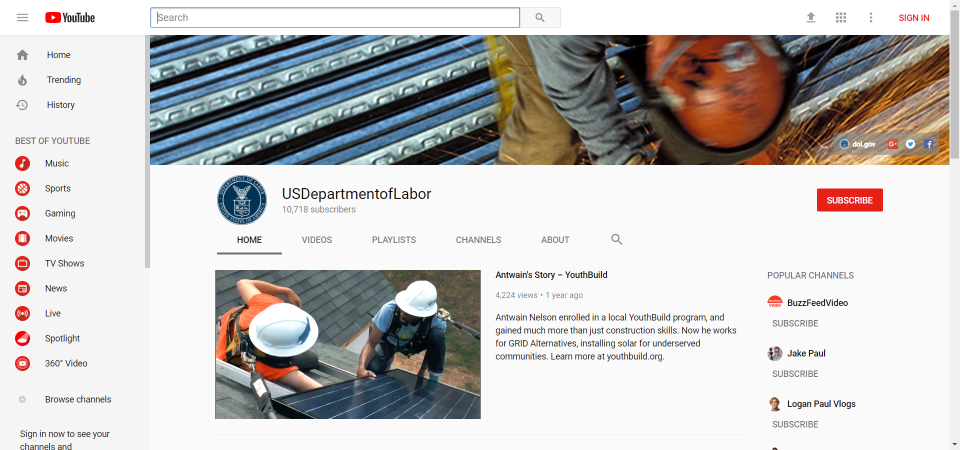 YouTube
Search
SIGN IN
Home
Trending
History
BEST OF YOUTUBE
Music
Sports
Gaming
Movies
TV Shows
News
Live
Spotlight
360° Video
Browse channels
Sign in now to see your
channels and
dol.gov
USDepartmentofLabor
10,718 subscribers
SUBSCRIBE
HOME
VIDEOS
PLAYLISTS
CHANNELS
ABOUT
Antwain's Story – YouthBuild
4,224 views • 1 year ago
Antwain Nelson enrolled in a local YouthBuild program, and
gained much more than just construction skills. Now he works
for GRID Alternatives, installing solar for underserved
communities. Learn more at youthbuild.org.
POPULAR CHANNELS
BuzzFeedVideo
SUBSCRIBE
Jake Paul
SUBSCRIBE
Logan Paul Vlogs
SUBSCRIBE